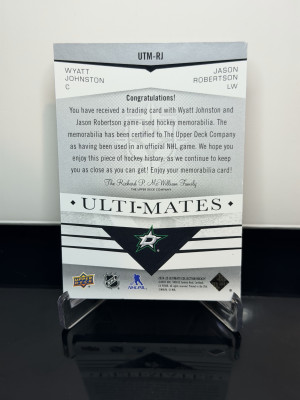 UTM-RJ
WYATT JOHNSTON C
JASON ROBERTSON LW
Congratulations!
You have received a trading card with Wyatt Johnston and
Jason Robertson game-used hockey memorabilia. The
memorabilia has been certified to The Upper Deck Company
as having been used in an official NHL game. We hope you
enjoy this piece of hockey history, as we continue to keep
you as close as you can get! Enjoy your memorabilia card!
The Richard P. McWilliam Family
THE UPPER DECK COMPANY
ULTI-MATES
UPPER DECK
NHL
NHLPA